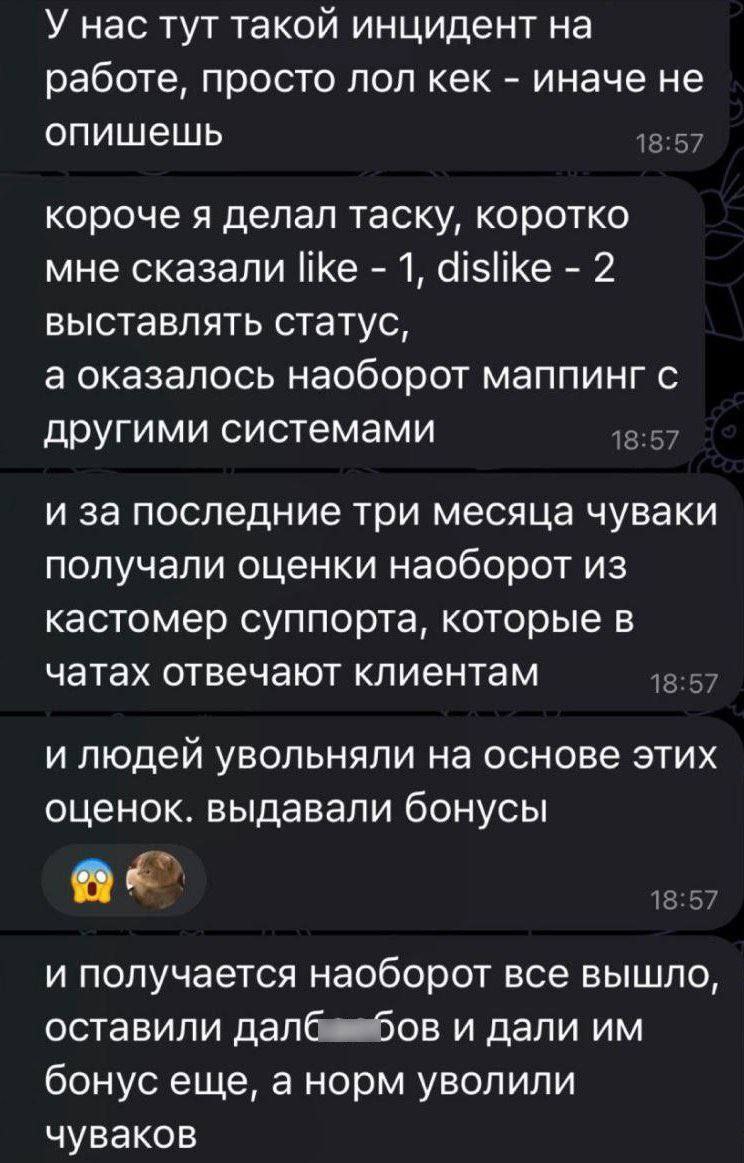 У нас тут такой инцидент на
работе, просто лол кек - иначе не
опишешь
18:57
короче я делал таску, коротко
мне сказали like - 1, dislike - 2
выставлять статус,
а оказалось наоборот маппинг с
другими системами
18:57
и за последние три месяца чуваки
получали оценки наоборот из
кастомер суппорта, которые в
чатах отвечают клиентам
18:57
и людей увольняли на основе этих
оценок. выдавали бонусы
18:57
и получается наоборот все вышло,
оставили далб бов и дали им
бонус еще, а норм уволили
чуваков